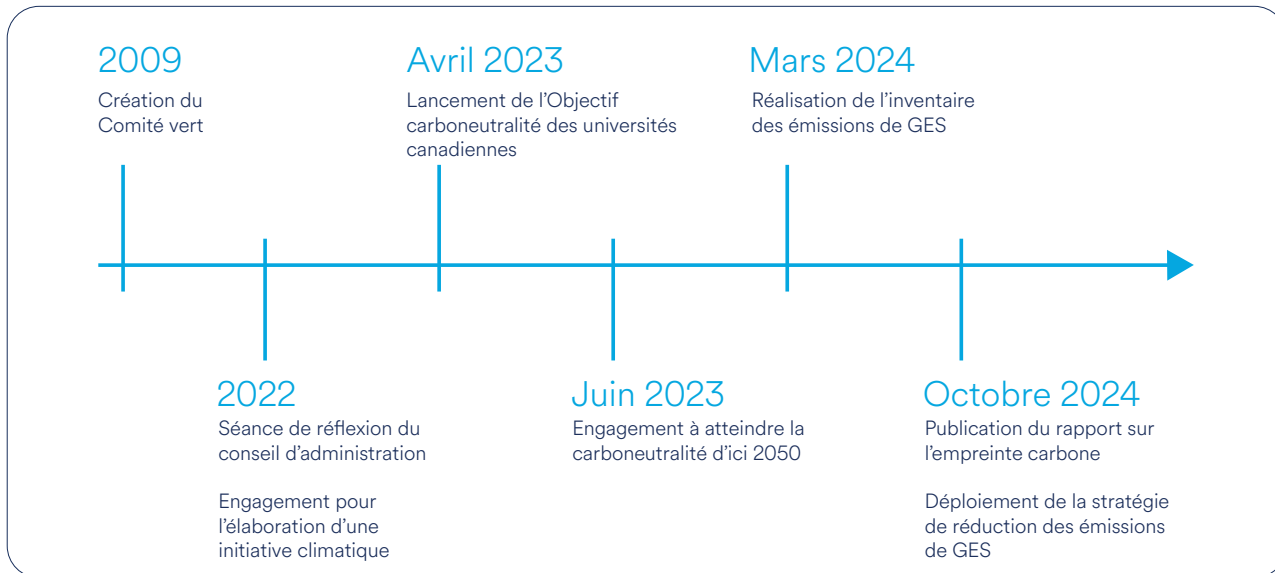 2009
Création du
Comité vert
Avril 2023
Lancement de l’Objectif
carboneutralité des universités
canadiennes
Mars 2024
Réalisation de l’inventaire
des émissions de GES
2022
Séance de réflexion du
conseil d’administration
Engagement pour
l’élaboration d’une
initiative climatique
Juin 2023
Engagement à atteindre la
carboneutralité d’ici 2050
Octobre 2024
Publication du rapport sur
l’empreinte carbone
Déploiement de la stratégie
de réduction des émissions
de GES